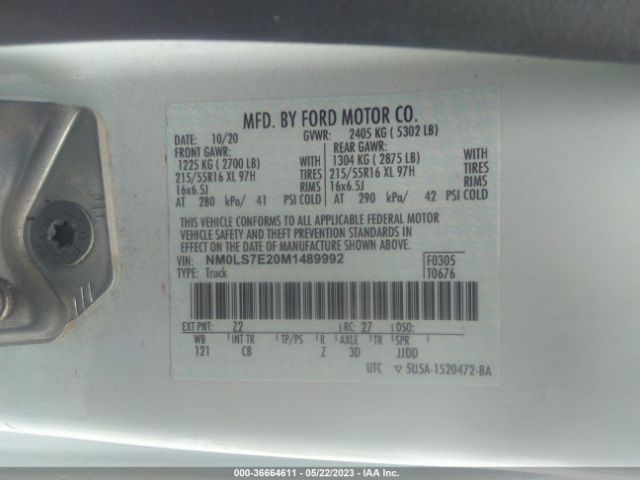 MFD. BY FORD MOTOR CO.
DATE: 10/20 GVWR: 2405 KG ( 5302 LB)
FRONT GAWR: REAR GAWR:
1225 KG ( 2700 LB) WITH 1304 KG ( 2875 LB) WITH
215/55R16 XL 97H TIRES 215/55R16 XL 97H TIRES
16x6.5J RIMS 16x6.5J RIMS
AT 280 kPa/ 41 PSI COLD AT 290 kPa/ 42 PSI COLD
THIS VEHICLE CONFORMS TO ALL APPLICABLE FEDERAL MOTOR
VEHICLE SAFETY AND THEFT PREVENTION STANDARDS IN
EFFECT ON THE DATE OF MANUFACTURE SHOWN ABOVE.
VIN: NM0LS7E20M1489992 F0305
TYPE: Truck T0676
EXT PNT: Z2 RC: 27 DSO:
WB INT TR TP/PS R AXLE TR SPR
121 CB Z 3D JJDD
UTC ▽ 5U5A-1520472-BA
000-36664611 - 05/22/2023 - IAA Inc.